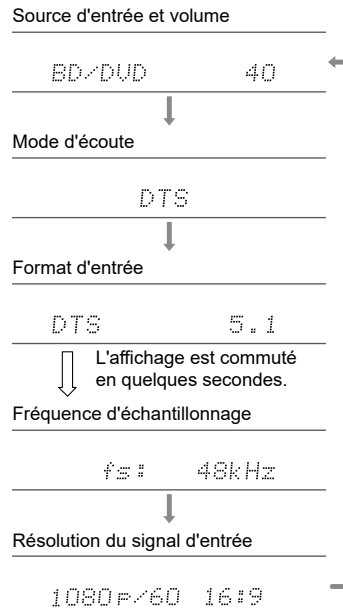 Source d'entrée et volume
BD/DVD 40
Mode d'écoute
DTS
Format d'entrée
DTS 5.1
L'affichage est commuté
en quelques secondes.
Fréquence d'échantillonnage
fs: 48kHz
Résolution du signal d'entrée
1080p/60 16:9